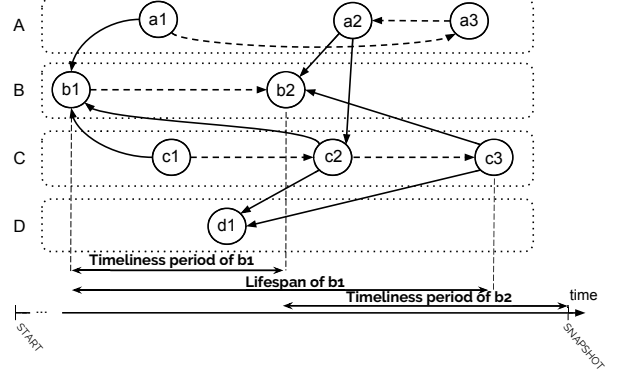 A
a1
a2
a3
B
b1
b2
C
c1
c2
c3
D
d1
Timeliness period of b1
Lifespan of b1
Timeliness period of b2
time
...
START
SNAPSHOT